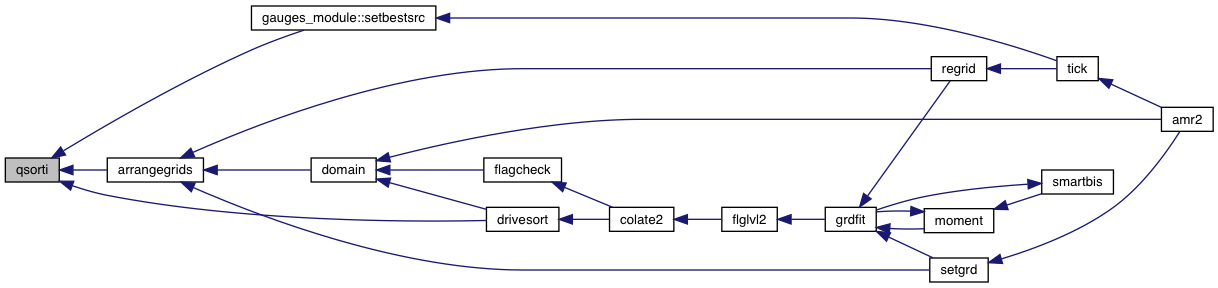 gauges_module::setbestsrc
regrid
tick
amr2
qsorti
arrangegrids
domain
flagcheck
smartbis
drivesort
colate2
flglvl2
grdfit
moment
setgrd